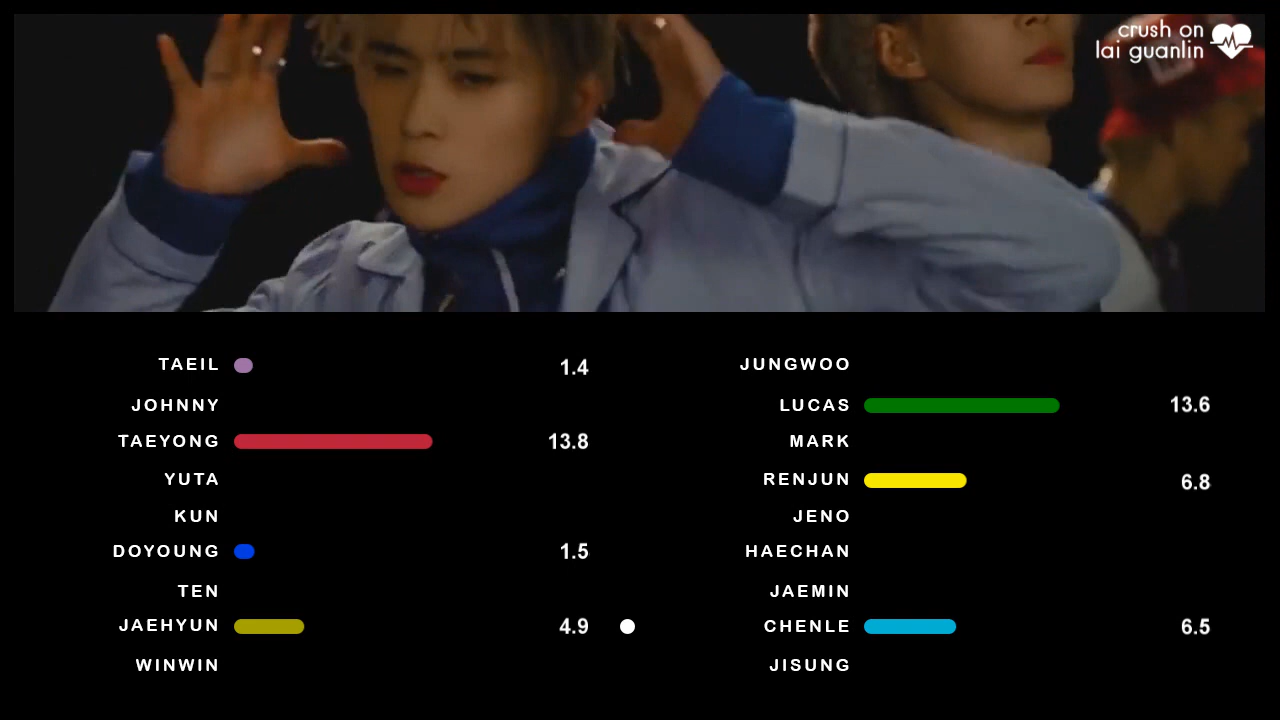 crush on
lai guanlin
TAEIL 1.4
JOHNNY
TAEYONG 13.8
YUTA
KUN
DOYOUNG 1.5
TEN
JAEHYUN 4.9
WINWIN
JUNGWOO
LUCAS 13.6
MARK
RENJUN 6.8
JENO
HAECHAN
JAEMIN
CHENLE 6.5
JISUNG